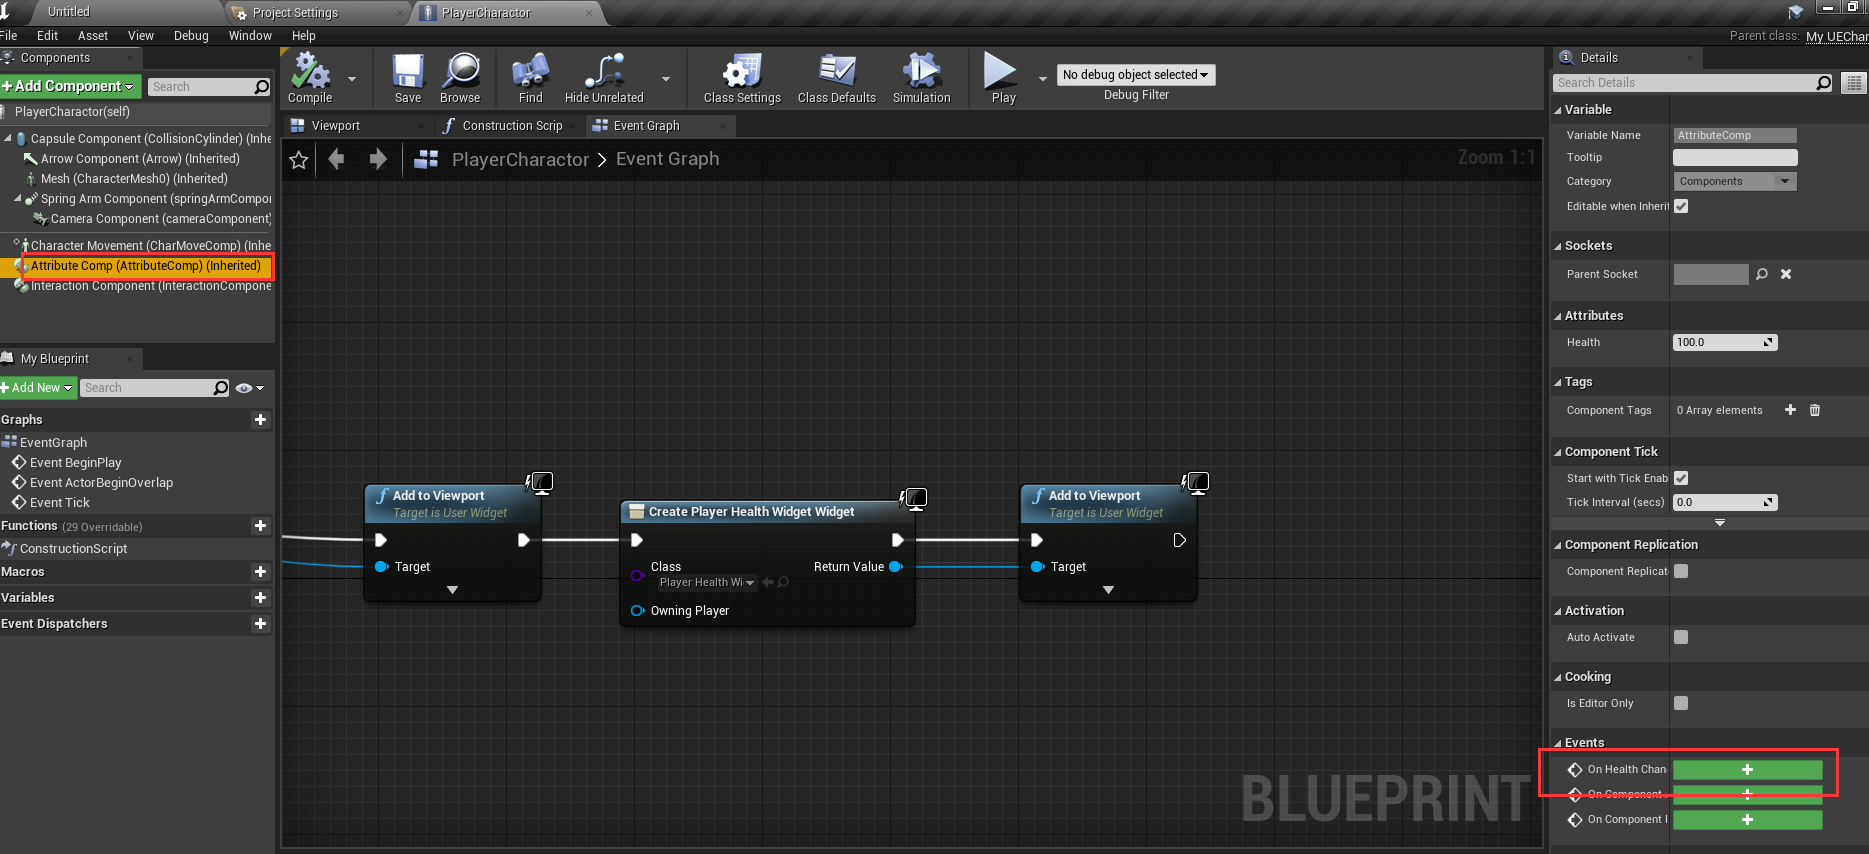 Untitled
Project Settings
PlayerCharactor
File Edit Asset View Debug Window Help
Parent class: My UEChar
Components
Add Component
Search
PlayerCharactor(self)
Capsule Component (CollisionCylinder) (Inhe
Arrow Component (Arrow) (Inherited)
Mesh (CharacterMesh0) (Inherited)
Spring Arm Component (springArmCompor
Camera Component (cameraComponent)
Character Movement (CharMoveComp) (Inhe
Attribute Comp (AttributeComp) (Inherited)
Interaction Component (InteractionCompone
My Blueprint
Add New
Search
Graphs
EventGraph
Event BeginPlay
Event ActorBeginOverlap
Event Tick
Functions (29 Overridable)
ConstructionScript
Macros
Variables
Event Dispatchers
Compile
Save
Browse
Find
Hide Unrelated
Class Settings
Class Defaults
Simulation
Play
No debug object selected
Debug Filter
Viewport
Construction Scrip
Event Graph
PlayerCharactor > Event Graph
Zoom 1:1
Add to Viewport
Target is User Widget
Target
Create Player Health Widget Widget
Class
Player Health Wi
Return Value
Owning Player
Add to Viewport
Target is User Widget
Target
BLUEPRINT
Details
Search Details
Variable
Variable Name AttributeComp
Tooltip
Category Components
Editable when Inherit
Sockets
Parent Socket
Attributes
Health 100.0
Tags
Component Tags 0 Array elements
Component Tick
Start with Tick Enab
Tick Interval (secs) 0.0
Component Replication
Component Replicat
Activation
Auto Activate
Cooking
Is Editor Only
Events
On Health Chan
On Component
On Component I